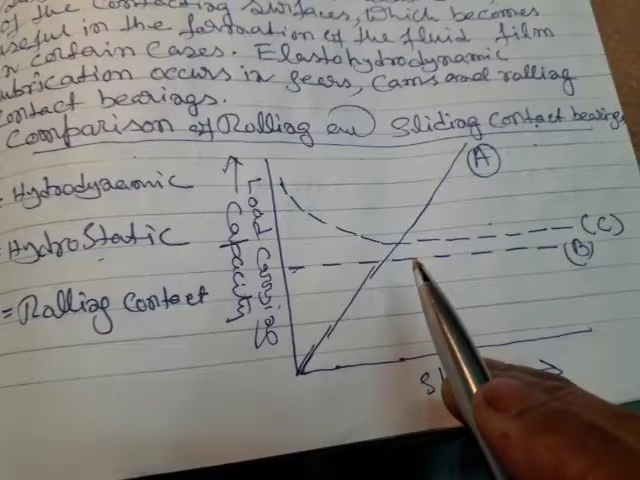 of the contacting surfaces, which becomes
useful in the formation of the fluid film
n certain cases. Elastohydrodynamic
ubrication occurs in gears, cams and rolling
contact bearings.
Comparison of Rolling and Sliding contact bearings
= Hydrodynamic
= HydroStatic
= Rolling Contact
Load Carrying
Capacity
(A)
(C)
(B)